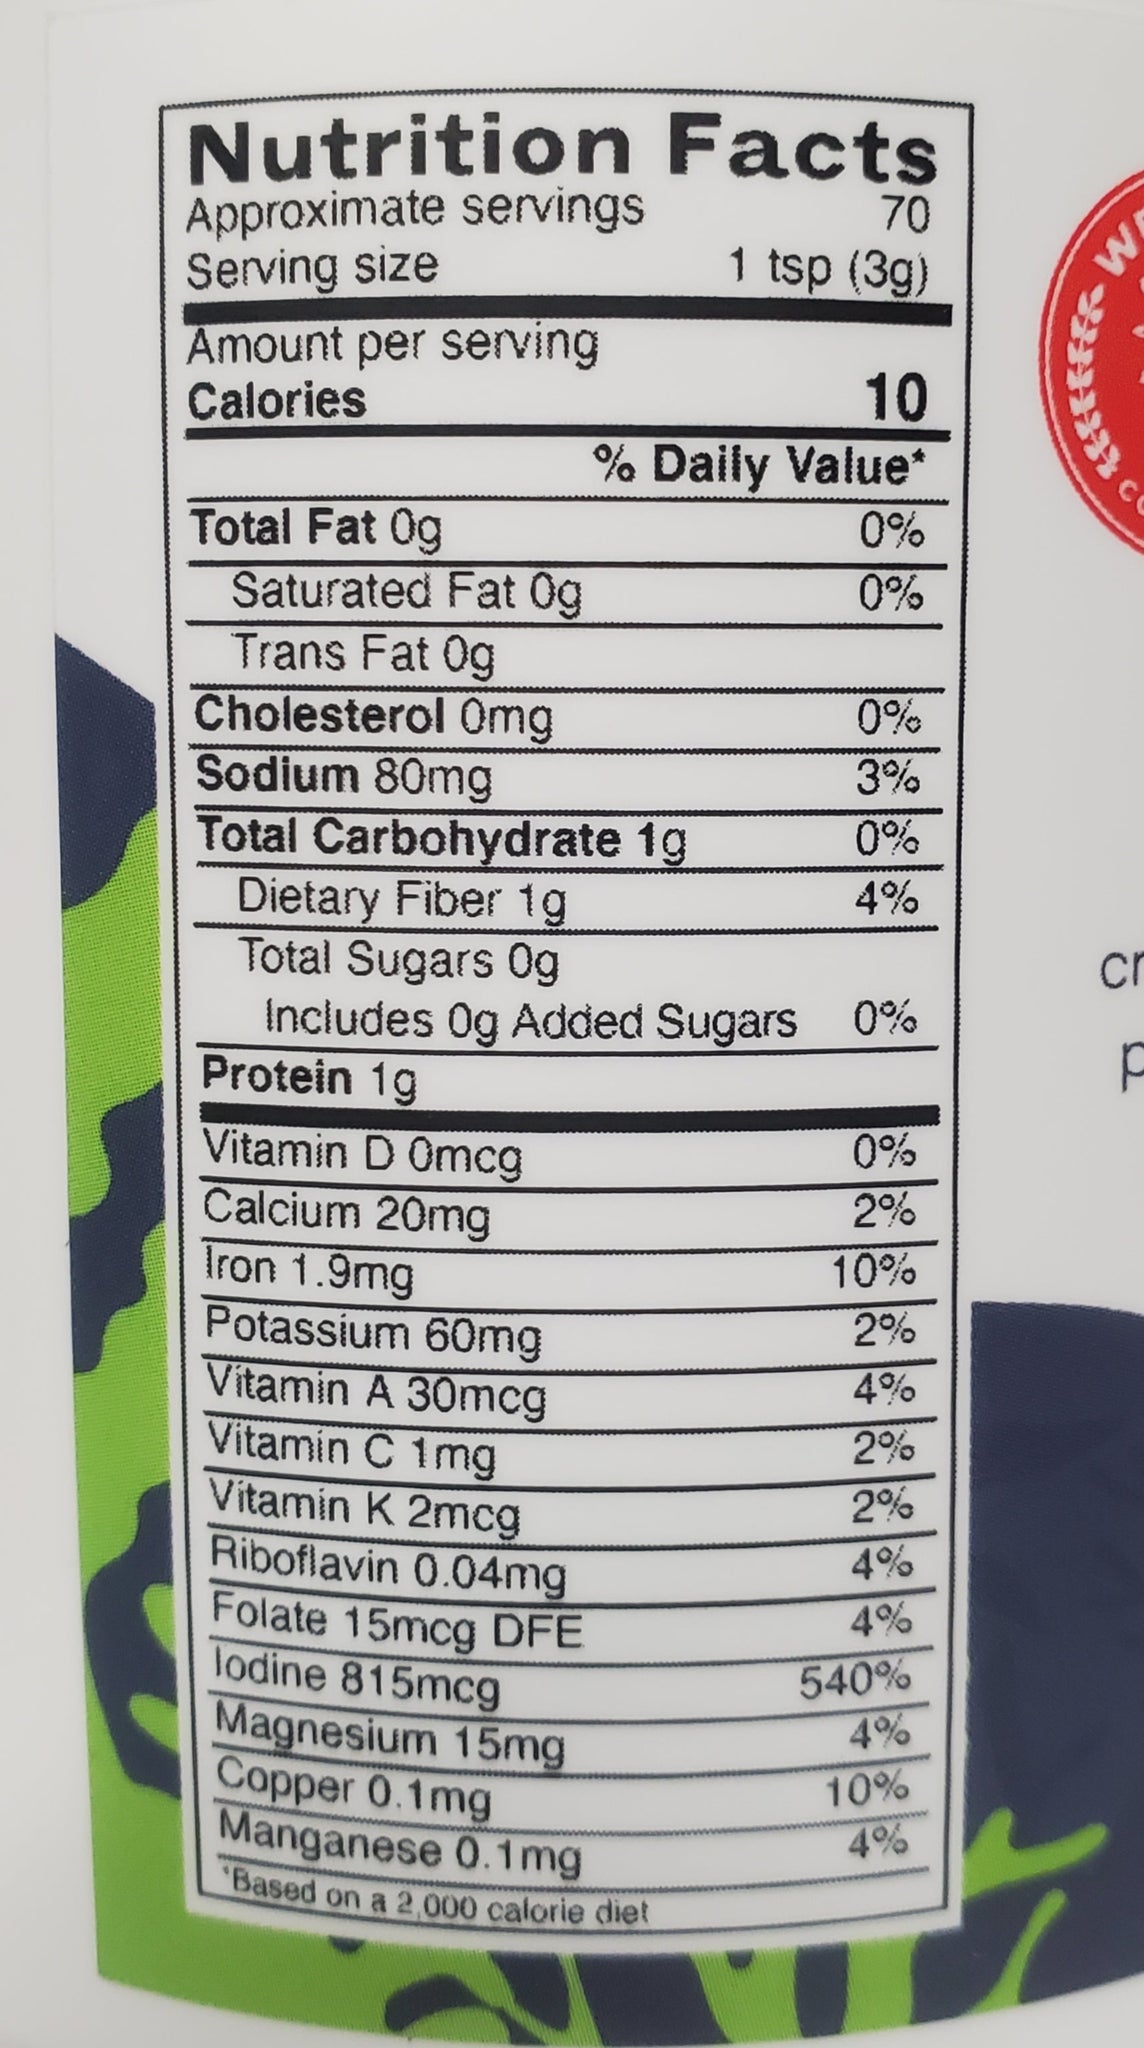 Nutrition Facts
Approximate servings 70
Serving size 1 tsp (3g)
Amount per serving
Calories 10
% Daily Value*
Total Fat 0g 0%
Saturated Fat 0g 0%
Trans Fat 0g
Cholesterol 0mg 0%
Sodium 80mg 3%
Total Carbohydrate 1g 0%
Dietary Fiber 1g 4%
Total Sugars 0g
Includes 0g Added Sugars 0%
Protein 1g
Vitamin D 0mcg 0%
Calcium 20mg 2%
Iron 1.9mg 10%
Potassium 60mg 2%
Vitamin A 30mcg 4%
Vitamin C 1mg 2%
Vitamin K 2mcg 2%
Riboflavin 0.04mg 4%
Folate 15mcg DFE 4%
Iodine 815mcg 540%
Magnesium 15mg 4%
Copper 0.1mg 10%
Manganese 0.1mg 4%
*Based on a 2,000 calorie diet